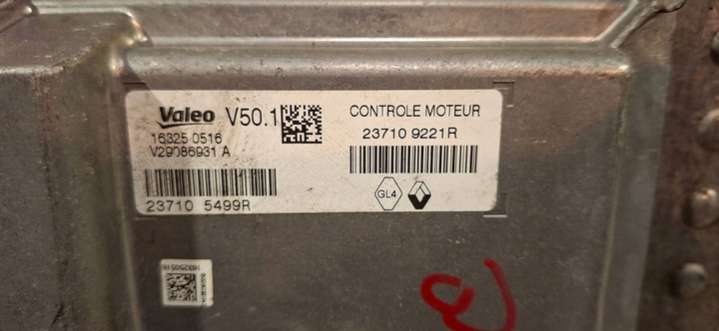 Valeo V50.1
16325 0516
V29086931 A
23710 5499R
CONTROLE MOTEUR
23710 9221R
GL4